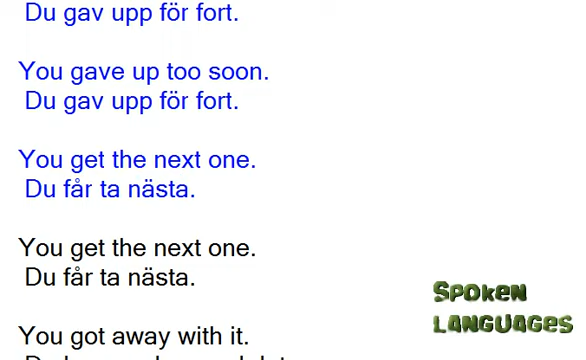 Du gav upp för fort.
You gave up too soon.
Du gav upp för fort.
You get the next one.
Du får ta nästa.
You get the next one.
Du får ta nästa.
SPOKEN
LANGUAGES
You got away with it.